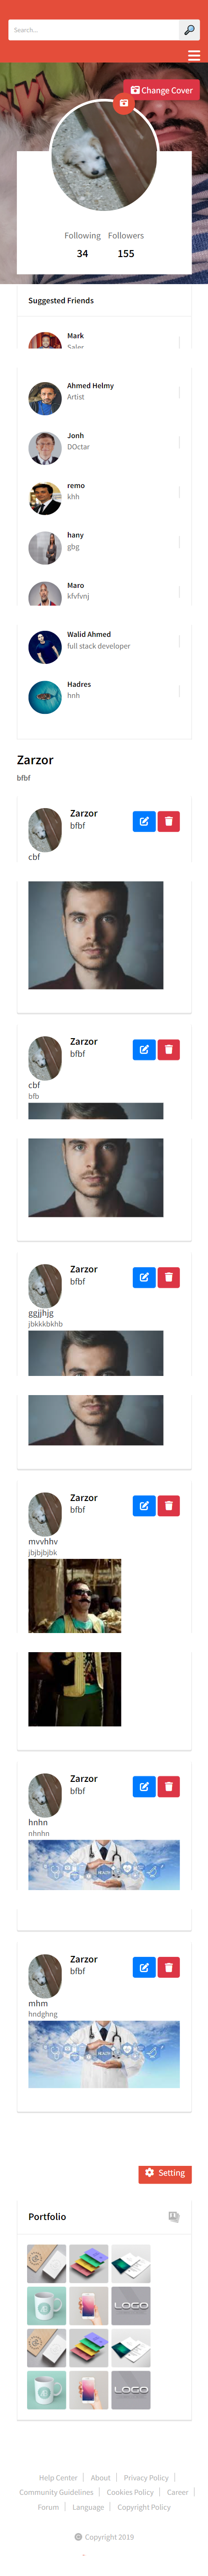 Search...
Change Cover
Following Followers
34 155
Suggested Friends
Mark
Saler
Ahmed Helmy
Artist
Jonh
DOctar
remo
khh
hany
gbg
Maro
kfvfvnj
Walid Ahmed
full stack developer
Hadres
hnh
Zarzor
bfbf
Zarzor
bfbf
cbf
Zarzor
bfbf
cbf
bfb
Zarzor
bfbf
ggjjhjg
jbkkkbkhb
Zarzor
bfbf
mvvhhv
jbjbjbjbk
Zarzor
bfbf
hnhn
nhnhn
HEALTH
Zarzor
bfbf
mhm
hndghng
HEALTH
Setting
Portfolio
LOGO
LOGO
Help Center About Privacy Policy
Community Guidelines Cookies Policy Career
Forum Language Copyright Policy
Copyright 2019